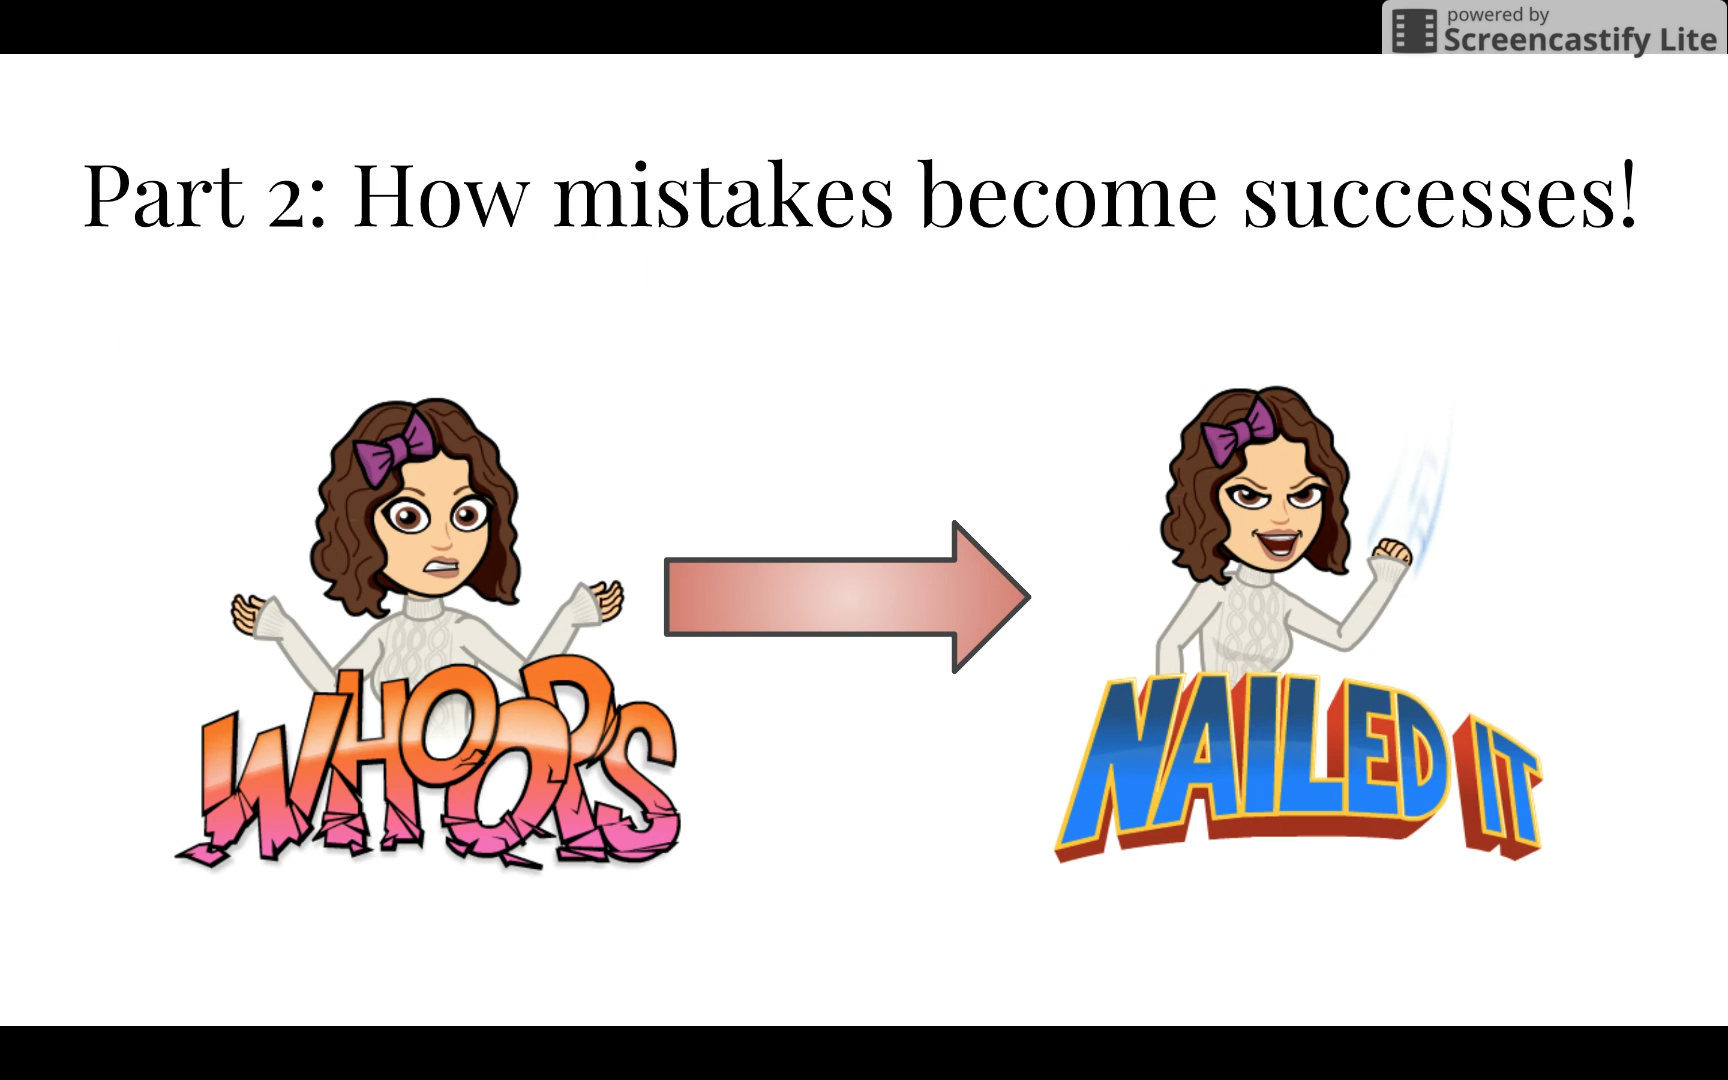 powered by
Screencastify Lite
Part 2: How mistakes become successes!
WHOOPS
NAILED IT